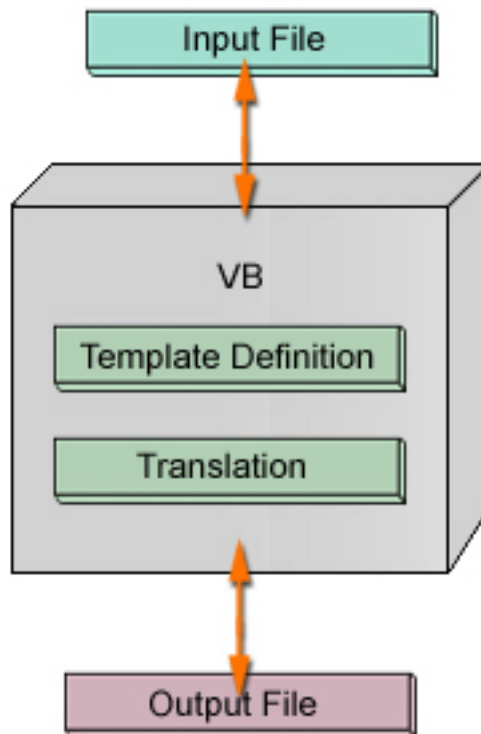 Input File
VB
Template Definition
Translation
Output File